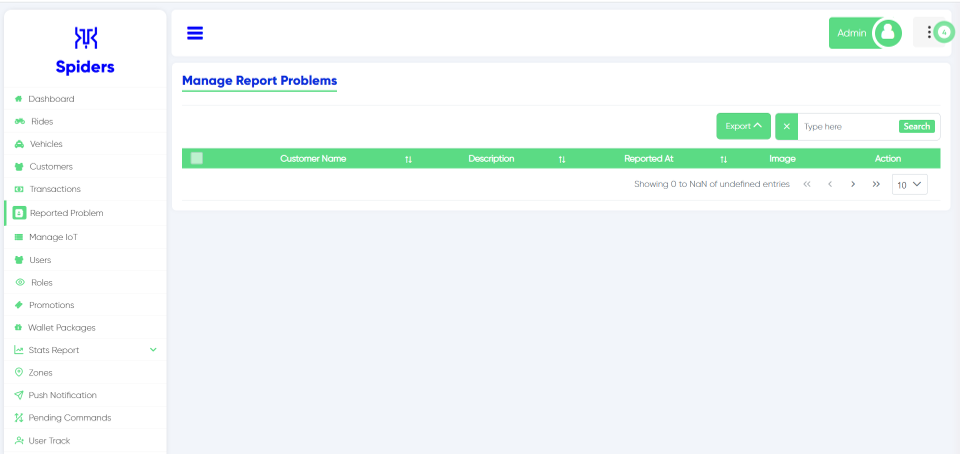 Spiders
Dashboard
Rides
Vehicles
Customers
Transactions
Reported Problem
Manage IoT
Users
Roles
Promotions
Wallet Packages
Stats Report
Zones
Push Notification
Pending Commands
User Track
Admin
4
Manage Report Problems
Export
Type here
Search
Customer Name Description Reported At Image Action
Showing 0 to NaN of undefined entries
10